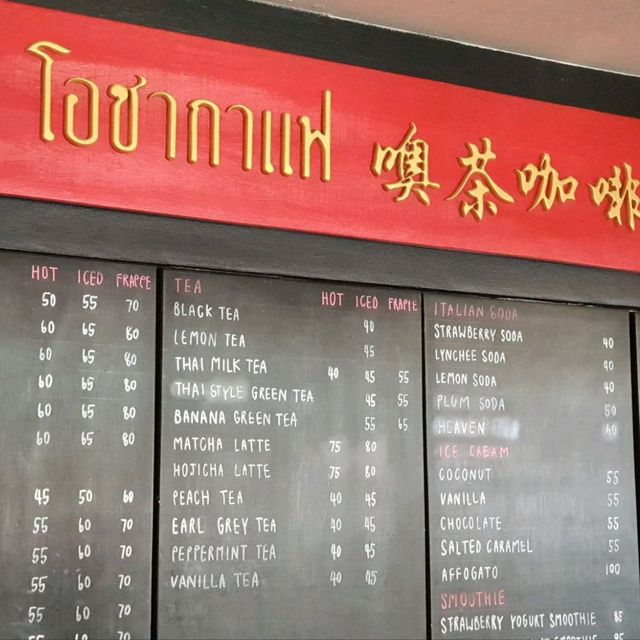 โอชากาแฟ 噢茶咖啡
HOT ICED FRAPPE
50 55 70
60 65 80
60 65 80
60 65 80
60 65 80
60 65 80
45 50 60
55 60 70
55 60 70
55 60 70
55 60 70
55 60 70
TEA HOT ICED FRAPPE
BLACK TEA 40
LEMON TEA 45
THAI MILK TEA 40 45 55
THAI STYLE GREEN TEA 45 55
BANANA GREEN TEA 55 65
MATCHA LATTE 75 80
HOJICHA LATTE 75 80
PEACH TEA 40 45
EARL GREY TEA 40 45
PEPPERMINT TEA 40 45
VANILLA TEA 40 45
ITALIAN SODA
STRAWBERRY SODA 40
LYNCHEE SODA 40
LEMON SODA 40
PLUM SODA 50
HEAVEN 60
ICE CREAM
COCONUT 55
VANILLA 55
CHOCOLATE 55
SALTED CARAMEL 55
AFFOGATO 100
SMOOTHIE
STRAWBERRY YOGURT SMOOTHIE 85